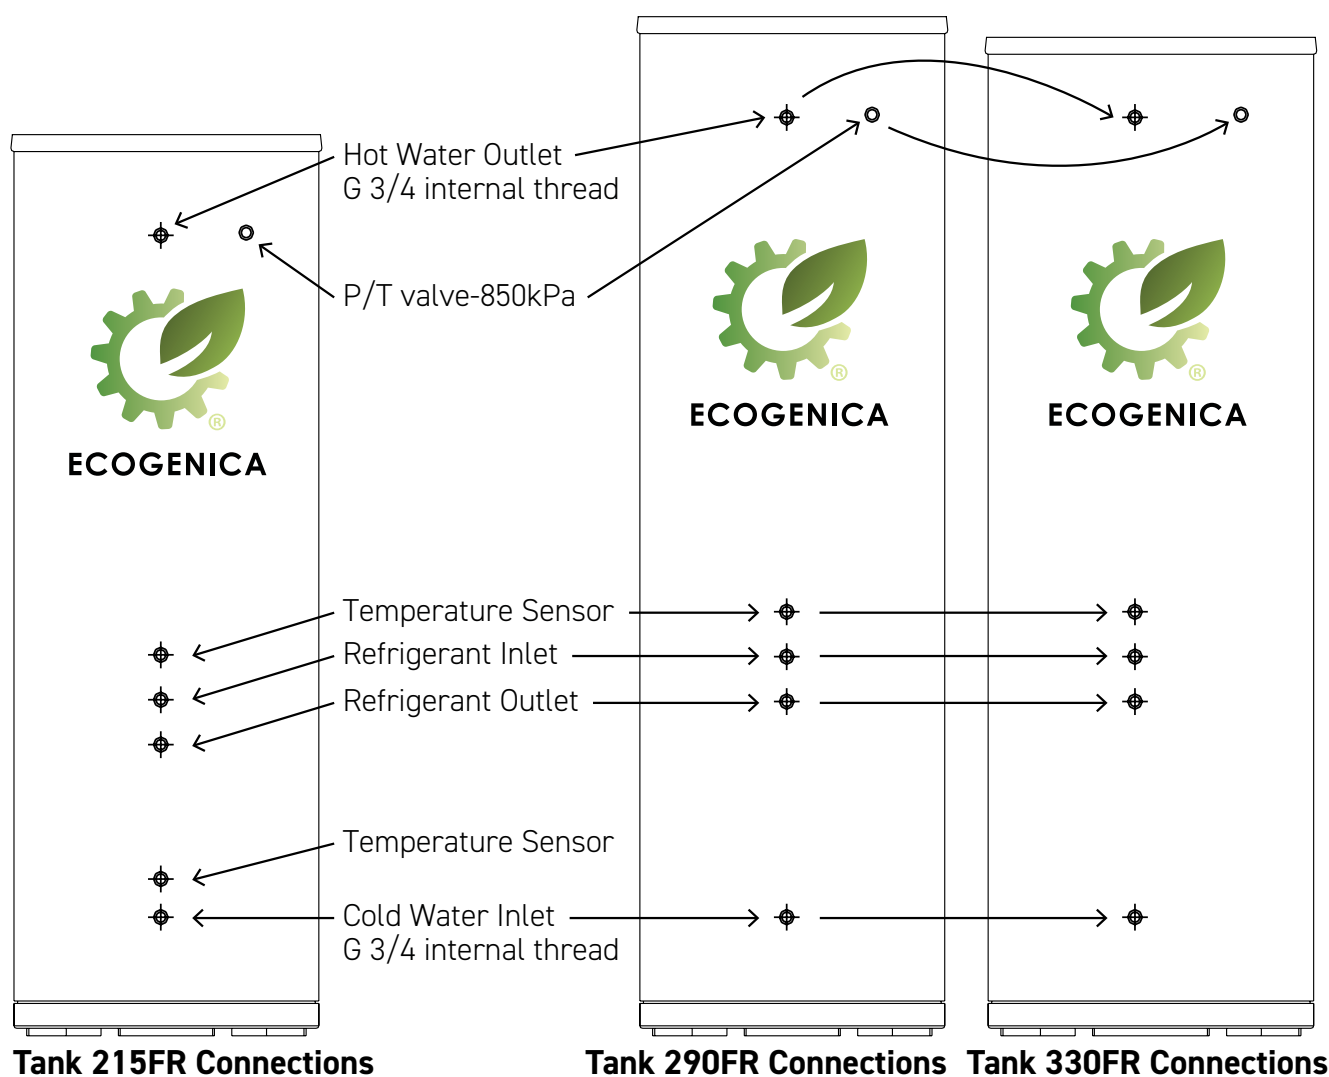 Hot Water Outlet
G 3/4 internal thread
P/T valve-850kPa
®
ECOGENICA
®
ECOGENICA
®
ECOGENICA
Temperature Sensor
Refrigerant Inlet
Refrigerant Outlet
Temperature Sensor
Cold Water Inlet
G 3/4 internal thread
Tank 215FR Connections
Tank 290FR Connections
Tank 330FR Connections